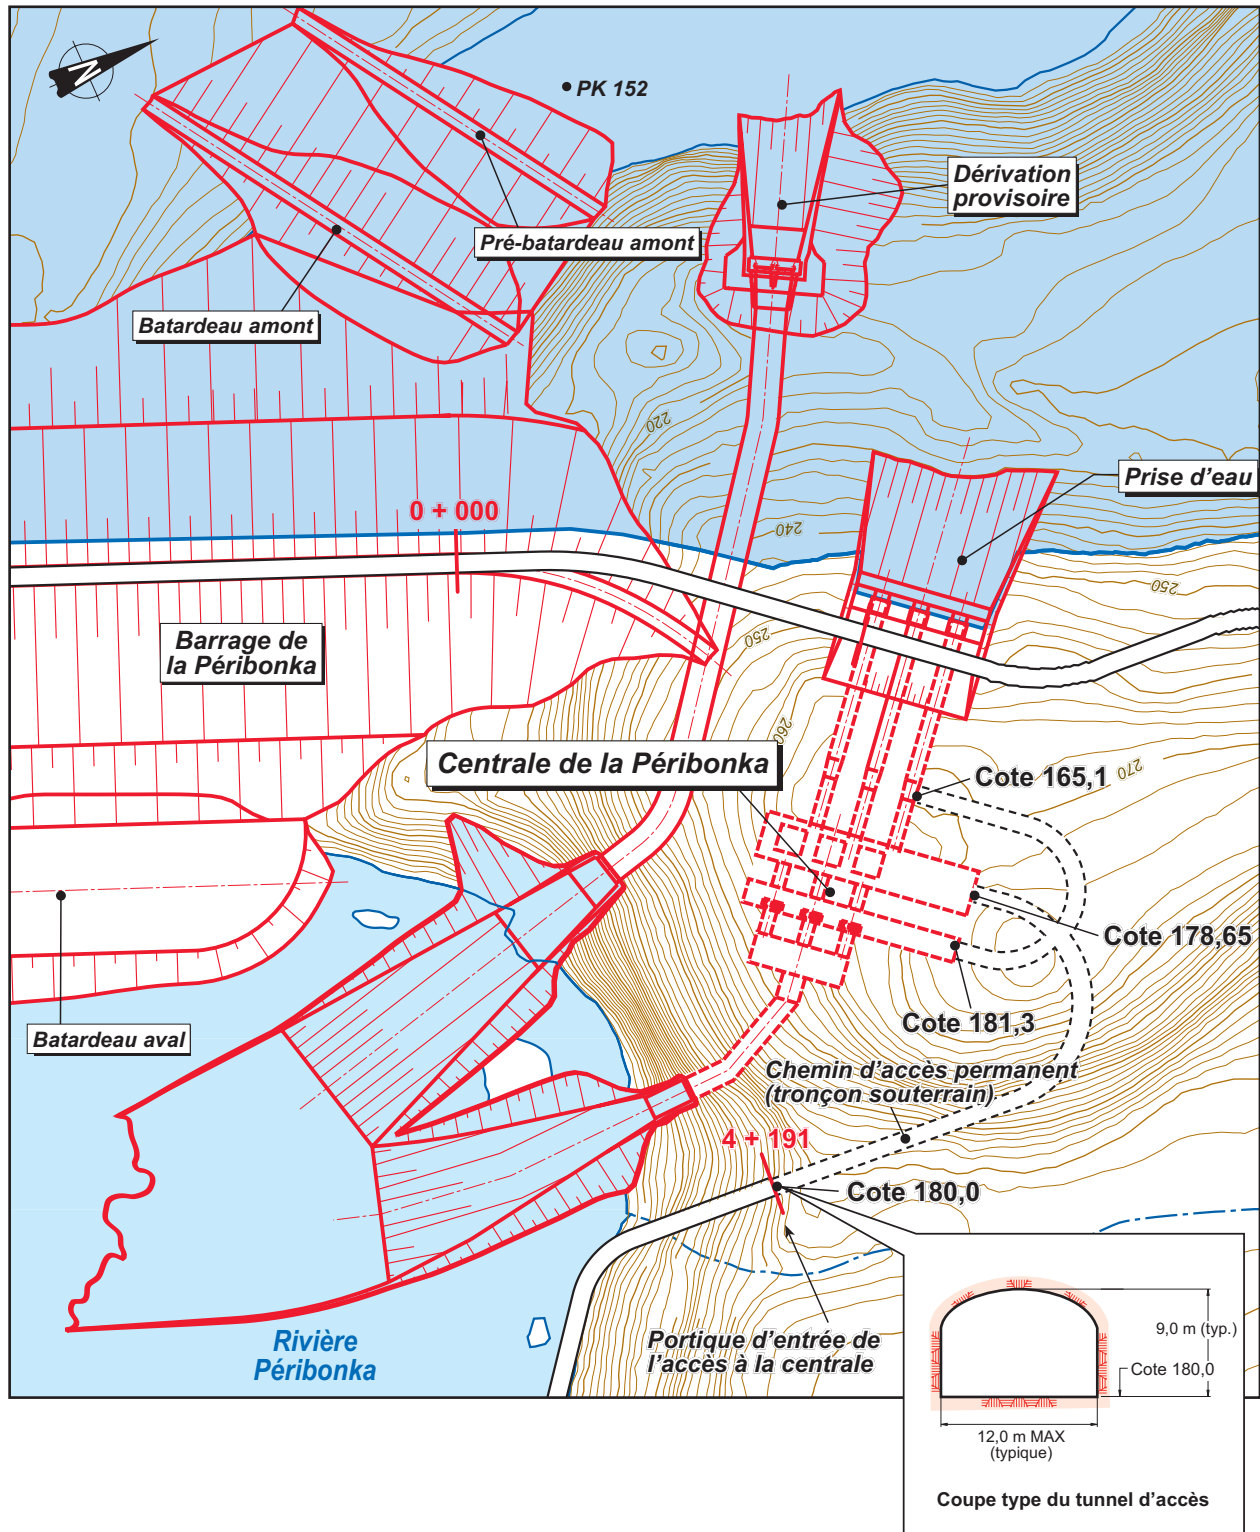 N
PK 152
Dérivation
provisoire
Pré-batardeau amont
Batardeau amont
220
Prise d'eau
0 + 000
240
250
Barrage de
la Péribonka
250
260
Centrale de la Péribonka
270
Cote 165,1
Cote 178,65
Cote 181,3
Batardeau aval
Chemin d'accès permanent
(tronçon souterrain)
4 + 191
Cote 180,0
Rivière
Péribonka
Portique d'entrée de
l'accès à la centrale
9,0 m (typ.)
Cote 180,0
12,0 m MAX
(typique)
Coupe type du tunnel d'accès